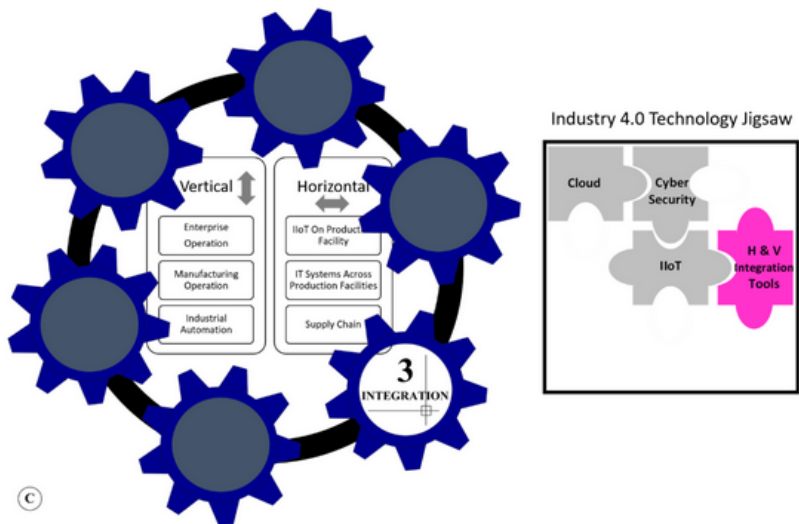 Vertical
Enterprise
Operation
Manufacturing
Operation
Industrial
Automation
Horizontal
IIoT On
Facility
IT Systems Across
Production Facilities
Supply Chain
3
INTEGRATION
C
Industry 4.0 Technology Jigsaw
Cloud
Cyber
Security
IIoT
H & V
Integration
Tools